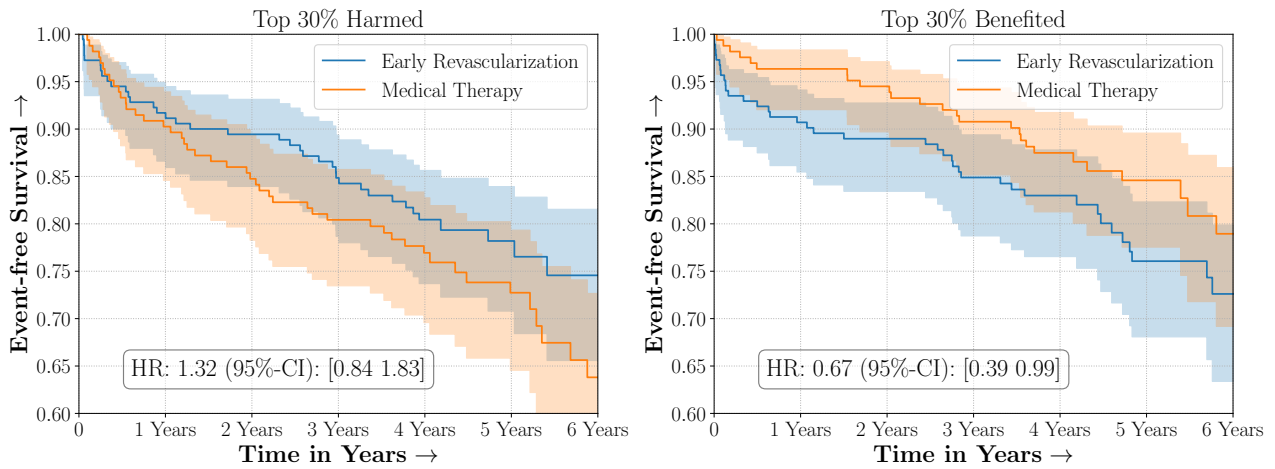 Top 30% Harmed
Event-free Survival →
1.00
0.95
0.90
0.85
0.80
0.75
0.70
0.65
0.60
Early Revascularization
Medical Therapy
HR: 1.32 (95%-CI): [0.84 1.83]
0
1 Years
2 Years
3 Years
4 Years
5 Years
6 Years
Time in Years →
Top 30% Benefited
Event-free Survival →
1.00
0.95
0.90
0.85
0.80
0.75
0.70
0.65
0.60
Early Revascularization
Medical Therapy
HR: 0.67 (95%-CI): [0.39 0.99]
0
1 Years
2 Years
3 Years
4 Years
5 Years
6 Years
Time in Years →